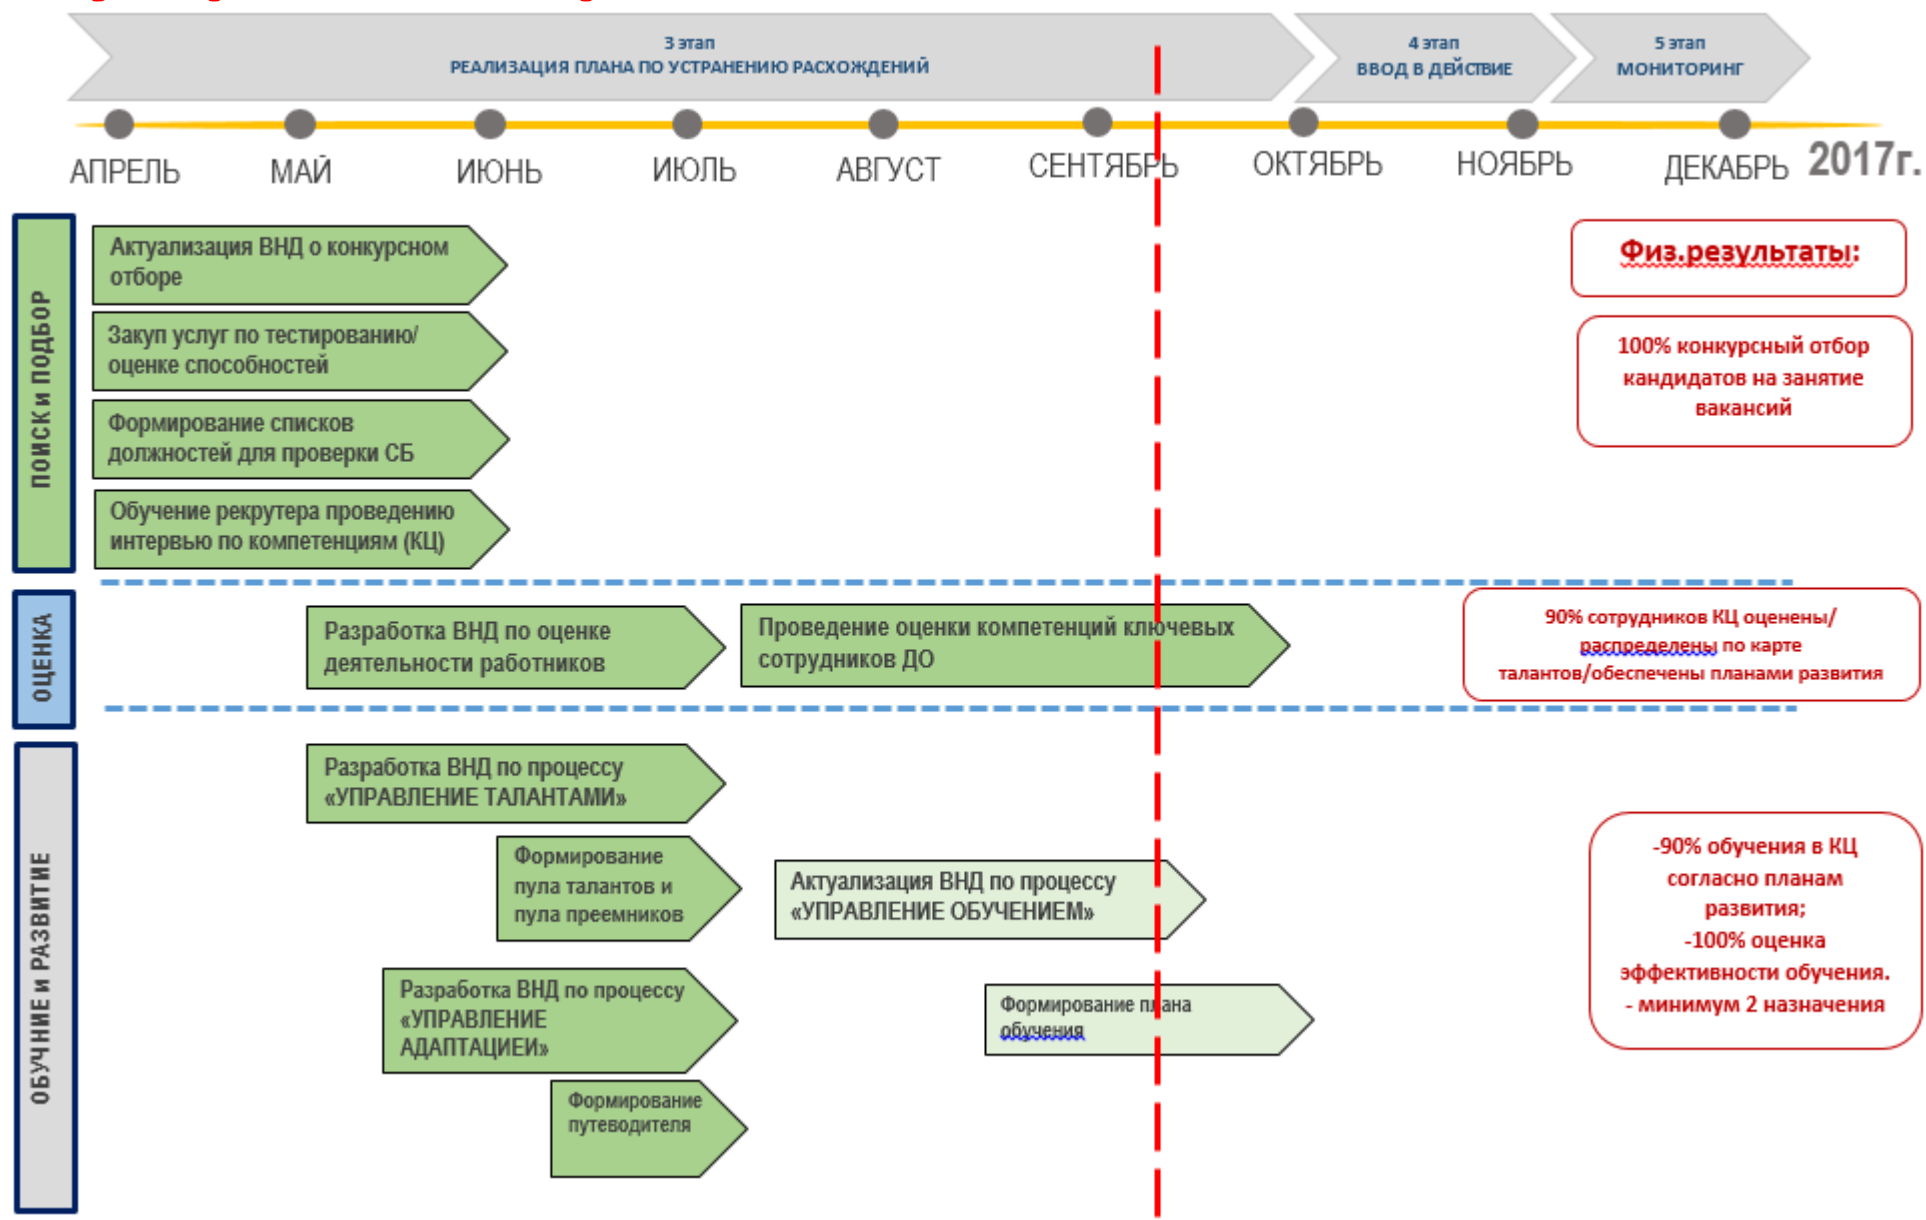 3 этап
РЕАЛИЗАЦИЯ ПЛАНА ПО УСТРАНЕНИЮ РАСХОЖДЕНИЙ
4 этап
ВВОД В ДЕЙСТВИЕ
5 этап
МОНИТОРИНГ
АПРЕЛЬ
МАЙ
ИЮНЬ
ИЮЛЬ
АВГУСТ
СЕНТЯБРЬ
ОКТЯБРЬ
НОЯБРЬ
ДЕКАБРЬ
2017г.
ПОИСК и ПОДБОР
Актуализация ВНД о конкурсном
отборе
Закуп услуг по тестированию/
оценке способностей
Формирование списков
должностей для проверки СБ
Обучение рекрутера проведению
интервью по компетенциям (КЦ)
Физ.результаты:
100% конкурсный отбор
кандидатов на занятие
вакансий
ОЦЕНКА
Разработка ВНД по оценке
деятельности работников
Проведение оценки компетенций ключевых
сотрудников ДО
90% сотрудников КЦ оценены/
распределены по карте
талантов/обеспечены планами развития
ОБУЧНИЕ и РАЗВИТИЕ
Разработка ВНД по процессу
«УПРАВЛЕНИЕ ТАЛАНТАМИ»
Формирование
пула талантов и
пула преемников
Актуализация ВНД по процессу
«УПРАВЛЕНИЕ ОБУЧЕНИЕМ»
Разработка ВНД по процессу
«УПРАВЛЕНИЕ
АДАПТАЦИЕИ»
Формирование плана
обучения
Формирование
путеводителя
-90% обучения в КЦ
согласно планам
развития;
-100% оценка
эффективности обучения.
- минимум 2 назначения